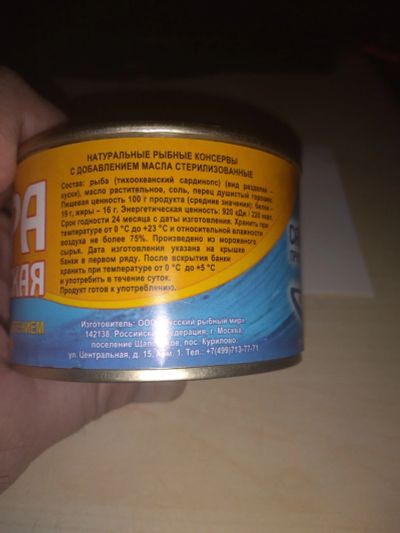 НАТУРАЛЬНЫЕ РЫБНЫЕ КОНСЕРВЫ
С ДОБАВЛЕНИЕМ МАСЛА СТЕРИЛИЗОВАННЫЕ
Состав: рыба (тихоокеанский сардинопс) (вид разделки –
куски), масло растительное, соль, перец душистый горошек.
Пищевая ценность 100 г продукта (средние значения): белки –
19 г, жиры – 16 г. Энергетическая ценность: 920 кДж / 220 ккал.
Срок годности 24 месяца с даты изготовления. Хранить при
температуре от 0 °С до +23 °С и относительной влажности
воздуха не более 75%. Произведено из мороженого
сырья. Дата изготовления указана на крышке
банки в первом ряду. После вскрытия банки
хранить при температуре от 0 °С до +5 °С
и употребить в течение суток.
Продукт готов к употреблению.
Изготовитель: ООО «Русский рыбный мир»
142138, Российская Федерация, г. Москва,
поселение Щаповское, пос. Курилово,
ул. Центральная, д. 15, Адм. 1. Тел.: +7(499)713-77-71